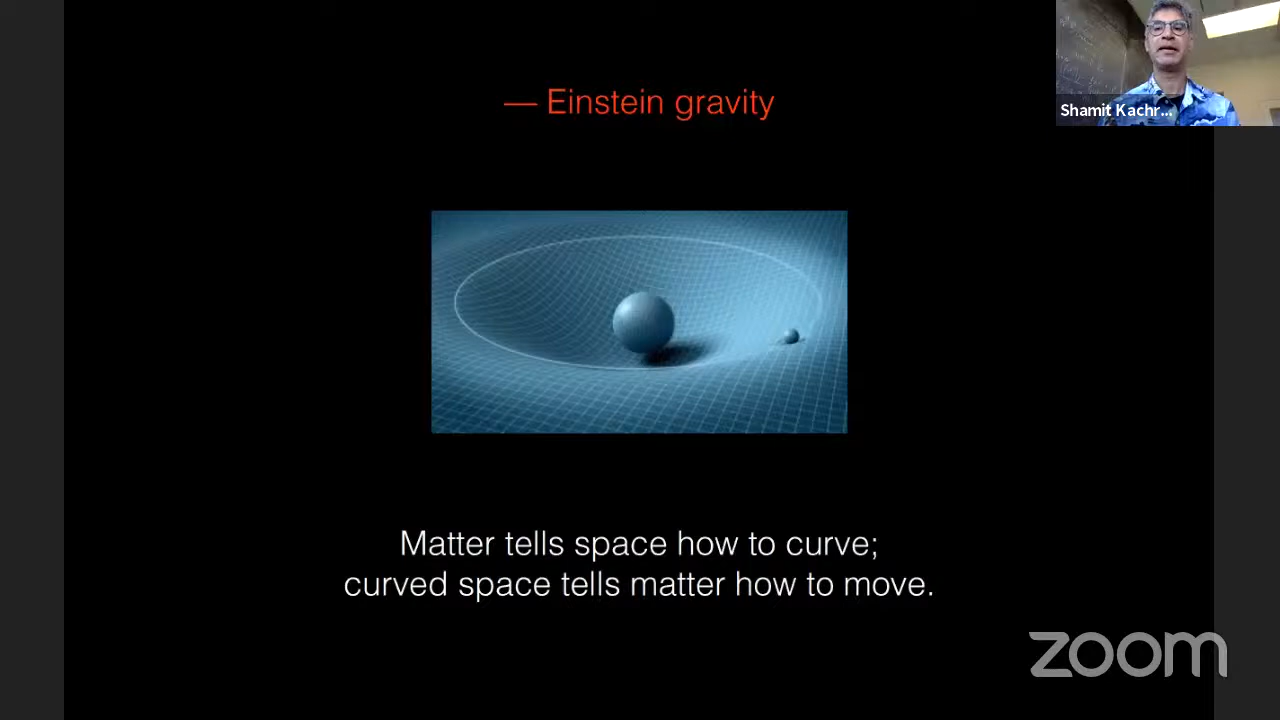 — Einstein gravity
Shamit Kachr...
Matter tells space how to curve;
curved space tells matter how to move.
zoom